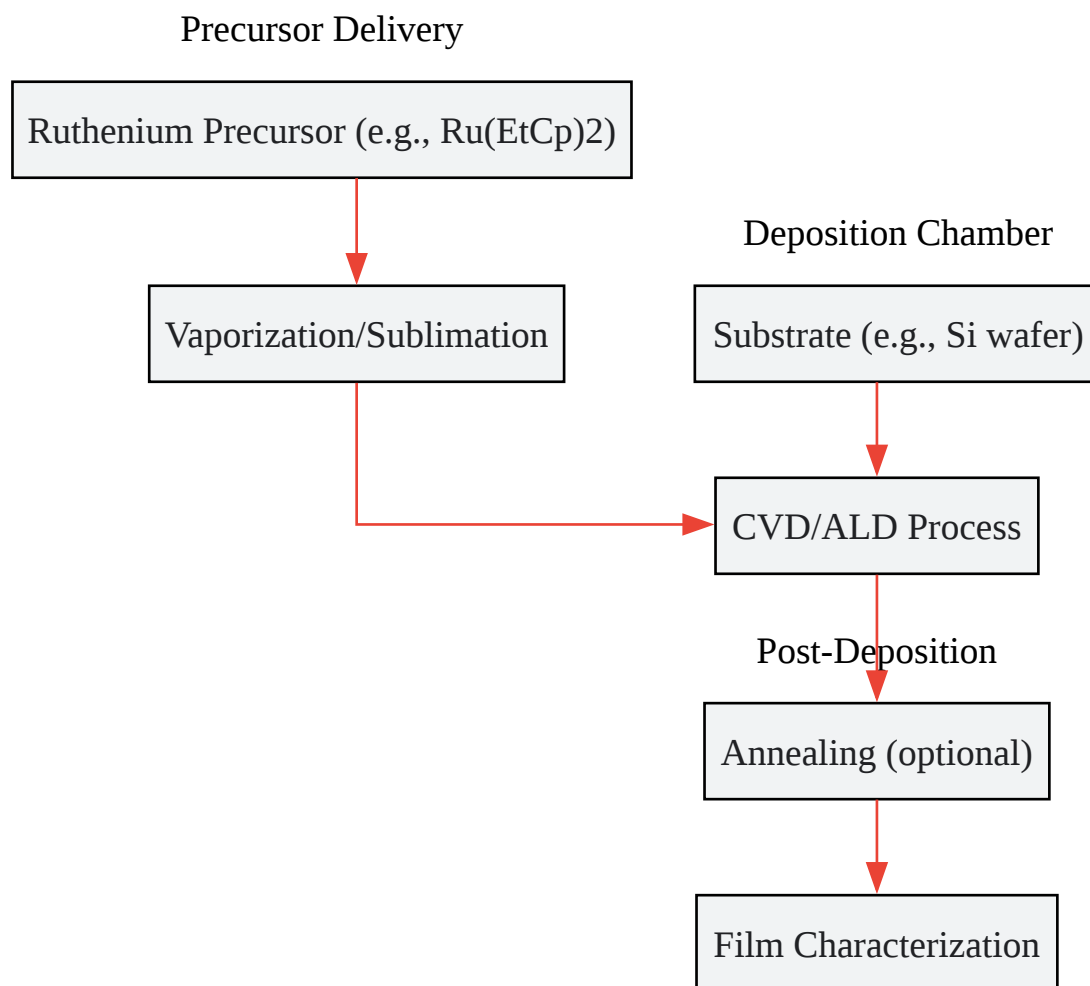 Precursor Delivery
Ruthenium Precursor (e.g., Ru(EtCp)2)
Vaporization/Sublimation
Deposition Chamber
Substrate (e.g., Si wafer)
CVD/ALD Process
Post-Deposition
Annealing (optional)
Film Characterization